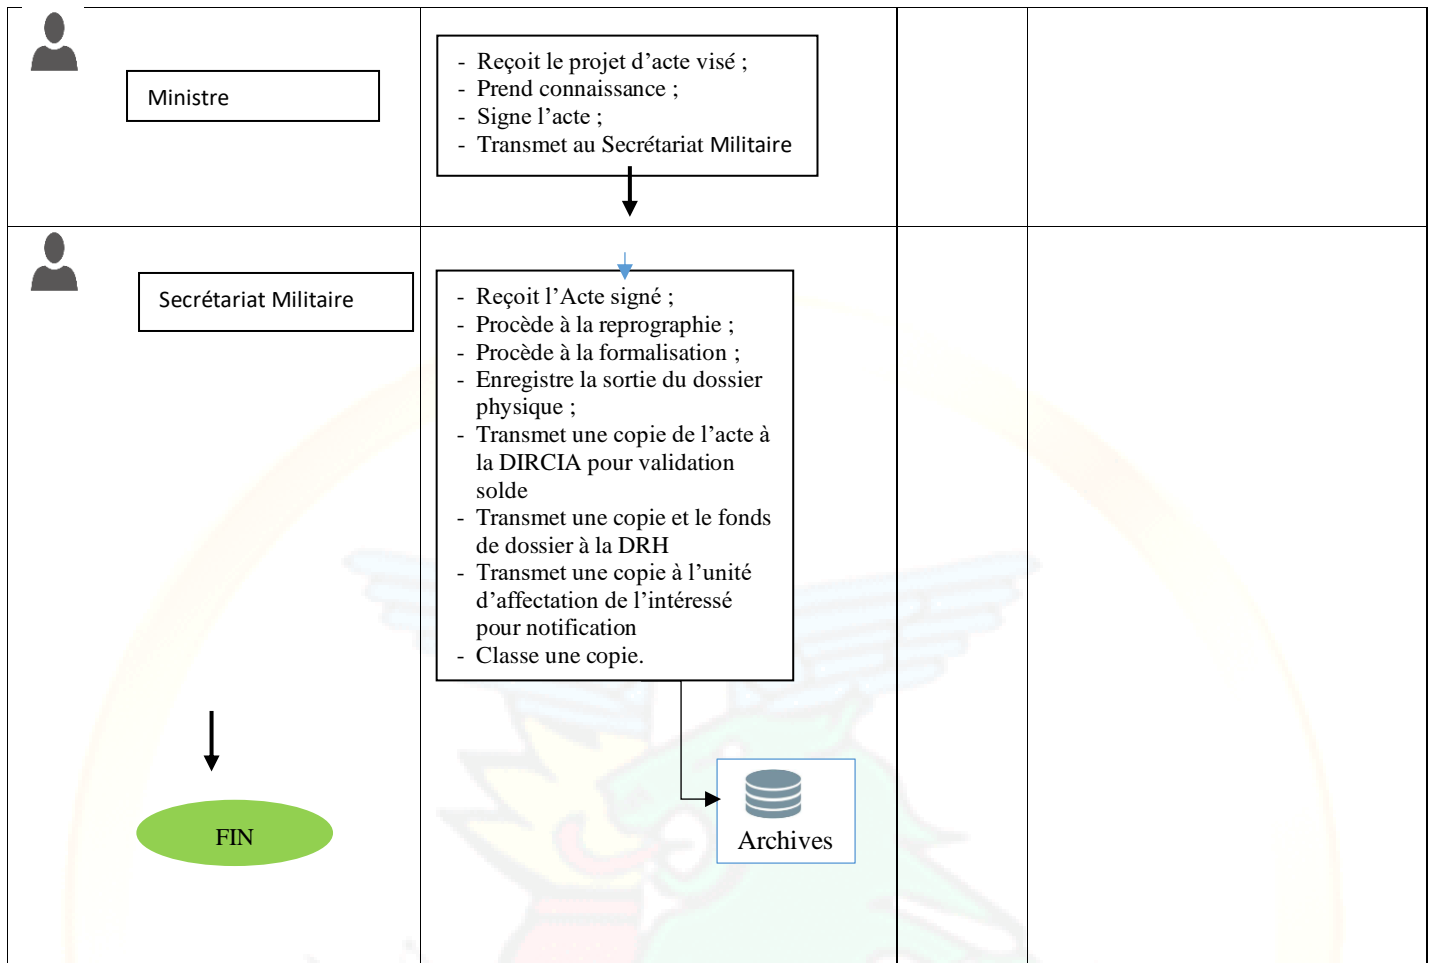 Ministre
- Reçoit le projet d’acte visé ;
- Prend connaissance ;
- Signe l’acte ;
- Transmet au Secrétariat Militaire
Secrétariat Militaire
- Reçoit l’Acte signé ;
- Procède à la reprographie ;
- Procède à la formalisation ;
- Enregistre la sortie du dossier
physique ;
- Transmet une copie de l’acte à
la DIRCIA pour validation
solde
- Transmet une copie et le fonds
de dossier à la DRH
- Transmet une copie à l’unité
d’affectation de l’intéressé
pour notification
- Classe une copie.
FIN
Archives